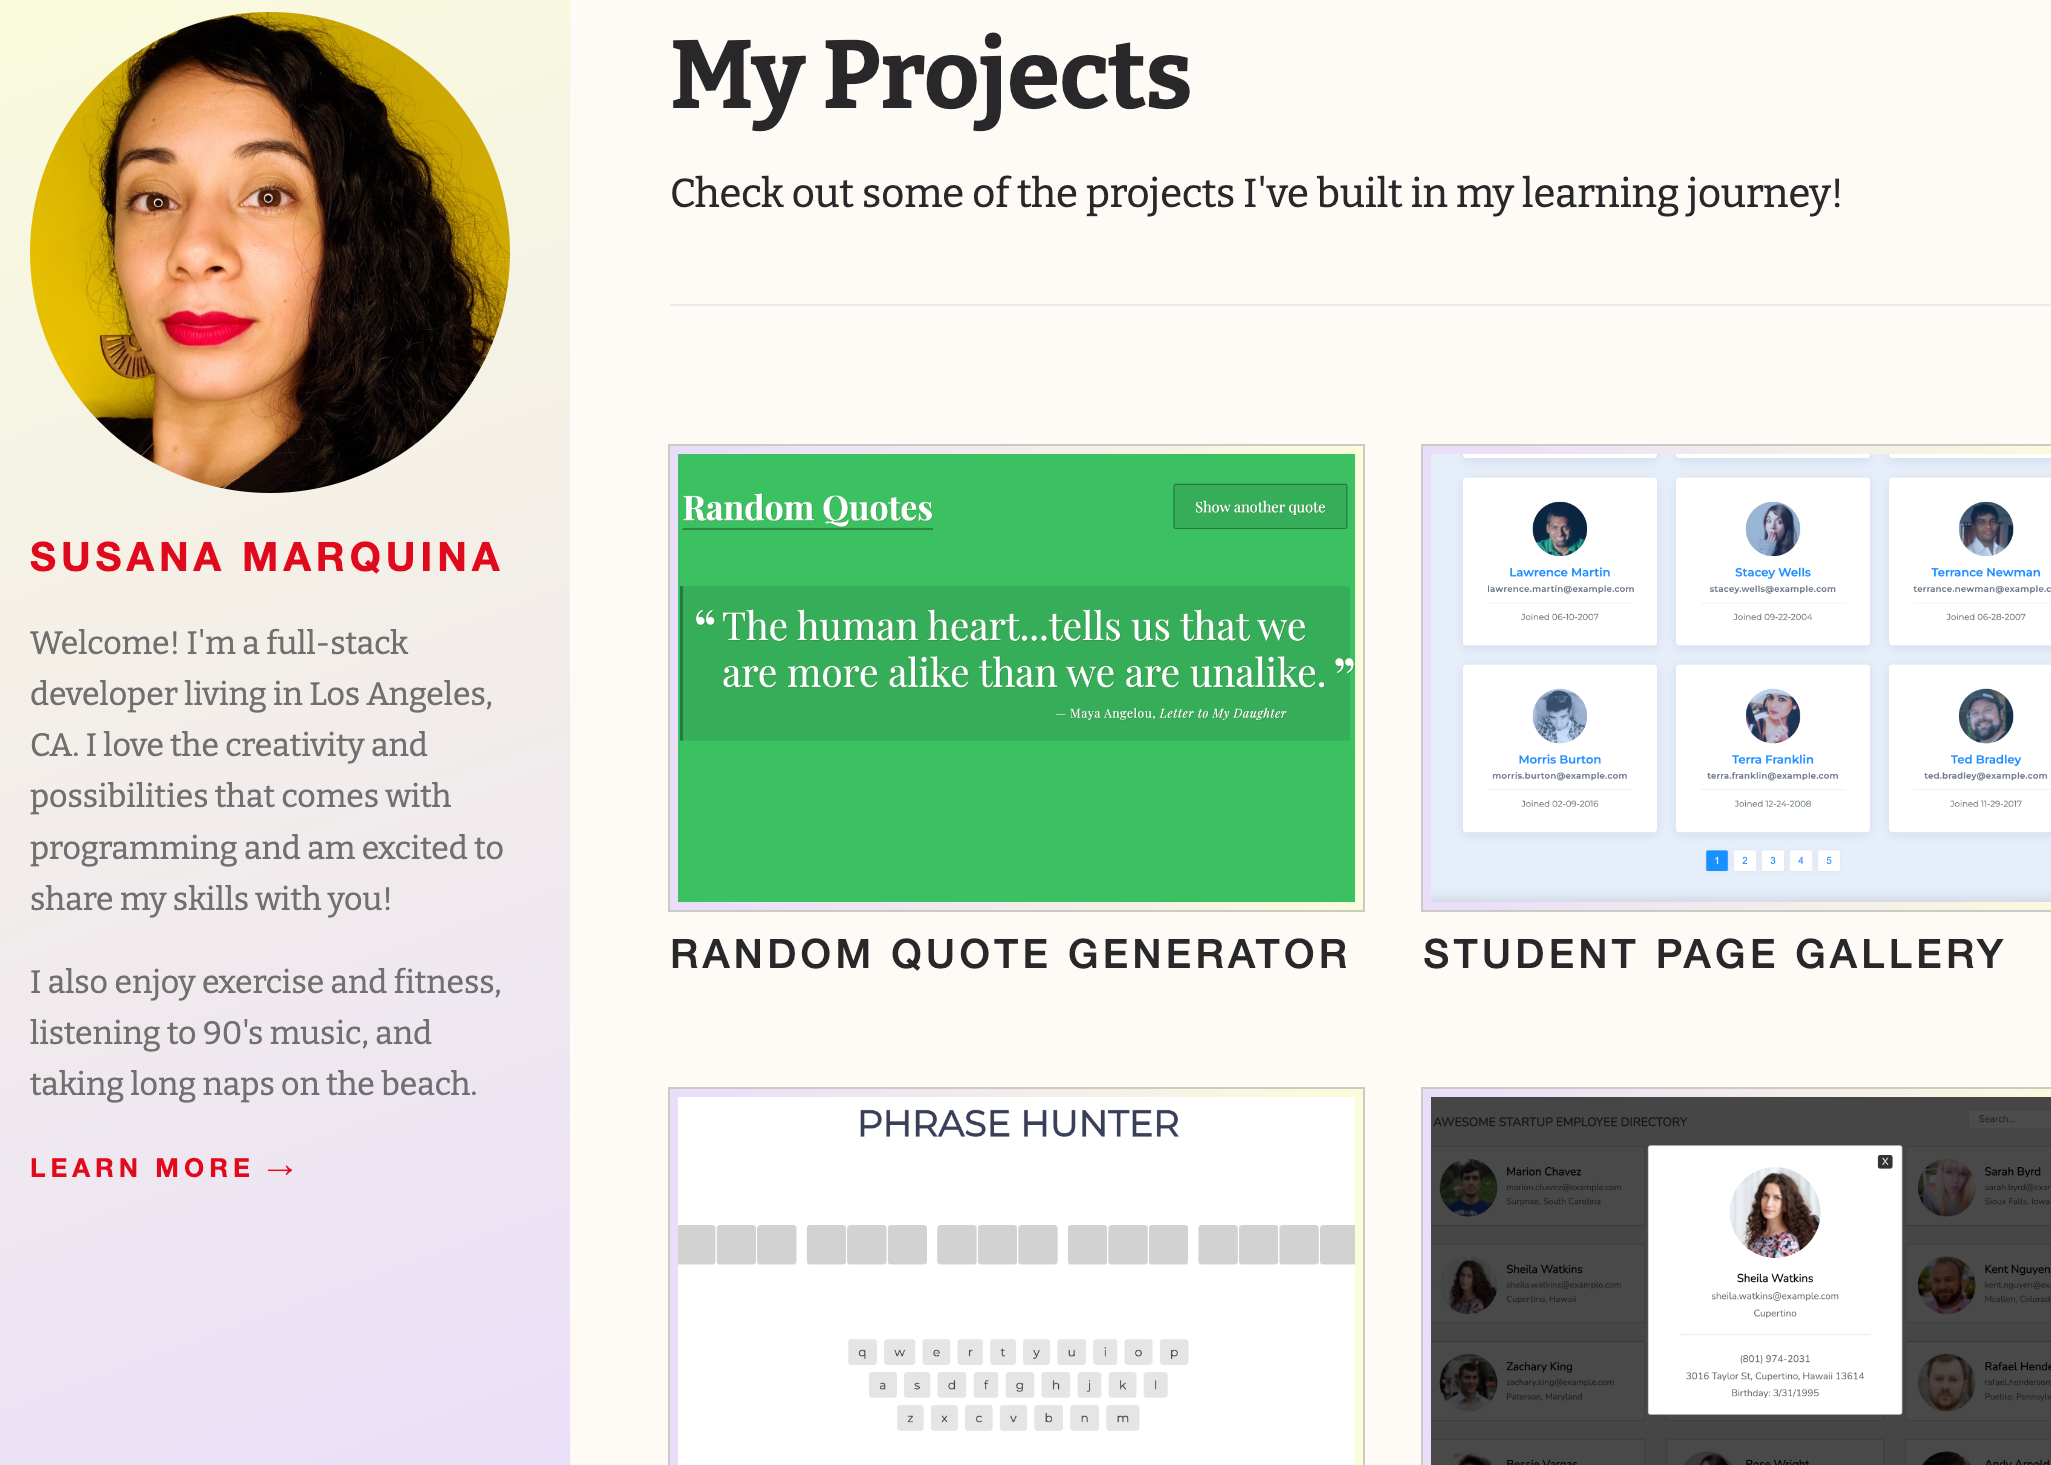 SUSANA MARQUINA
Welcome! I'm a full-stack
developer living in Los Angeles,
CA. I love the creativity and
possibilities that comes with
programming and am excited to
share my skills with you!
I also enjoy exercise and fitness,
listening to 90's music, and
taking long naps on the beach.
LEARN MORE →
My Projects
Check out some of the projects I've built in my learning journey!
Random Quotes
Show another quote
“ The human heart...tells us that we
are more alike than we are unalike. ”
— Maya Angelou, Letter to My Daughter
RANDOM QUOTE GENERATOR
Lawrence Martin
lawrence.martin@example.com
Joined 06-10-2007
Stacey Wells
stacey.wells@example.com
Joined 09-22-2004
Terrance Newman
terrance.newman@example.c
Joined 06-28-2007
Morris Burton
morris.burton@example.com
Joined 02-09-2016
Terra Franklin
terra.franklin@example.com
Joined 12-24-2008
Ted Bradley
ted.bradley@example.com
Joined 11-29-2017
1 2 3 4 5
STUDENT PAGE GALLERY
PHRASE HUNTER
q w e r t y u i o p
a s d f g h j k l
z x c v b n m
AWESOME STARTUP EMPLOYEE DIRECTORY
Search...
Marion Chavez
marion.chavez@example.com
Surprise, South Carolina
Sheila Watkins
sheila.watkins@example.com
Cupertino, Hawaii
Zachary King
zachary.king@example.com
Paterson, Maryland
Bessie Vargas
X
Sheila Watkins
sheila.watkins@example.com
Cupertino
(801) 974-2031
3016 Taylor St, Cupertino, Hawaii 13614
Birthday: 3/31/1995
Rose Wright
Sarah Byrd
sarah.byrd@exa
Sioux Falls, Iowa
Kent Nguyen
kent.nguyen@ex
Mcallen, Colorad
Rafael Hende
rafael.henderson
Pueblo, Pennsylv
Andy Arnold